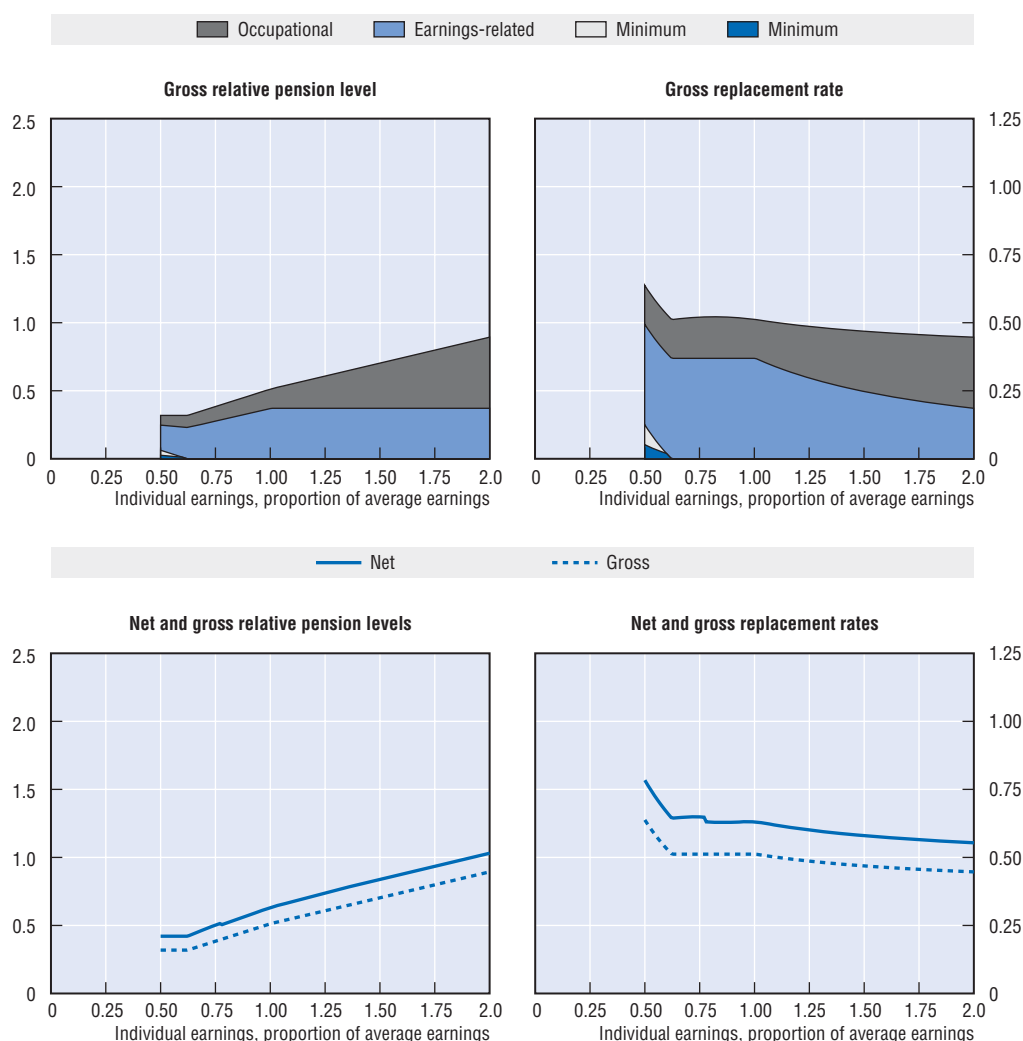 Occupational Earnings-related Minimum Minimum
Gross relative pension level
2.5
2.0
1.5
1.0
0.5
0
0 0.25 0.50 0.75 1.00 1.25 1.50 1.75 2.0
Individual earnings, proportion of average earnings
Gross replacement rate
1.25
1.00
0.75
0.50
0.25
0
0 0.25 0.50 0.75 1.00 1.25 1.50 1.75 2.0
Individual earnings, proportion of average earnings
Net Gross
Net and gross relative pension levels
2.5
2.0
1.5
1.0
0.5
0
0 0.25 0.50 0.75 1.00 1.25 1.50 1.75 2.0
Individual earnings, proportion of average earnings
Net and gross replacement rates
1.25
1.00
0.75
0.50
0.25
0
0 0.25 0.50 0.75 1.00 1.25 1.50 1.75 2.0
Individual earnings, proportion of average earnings